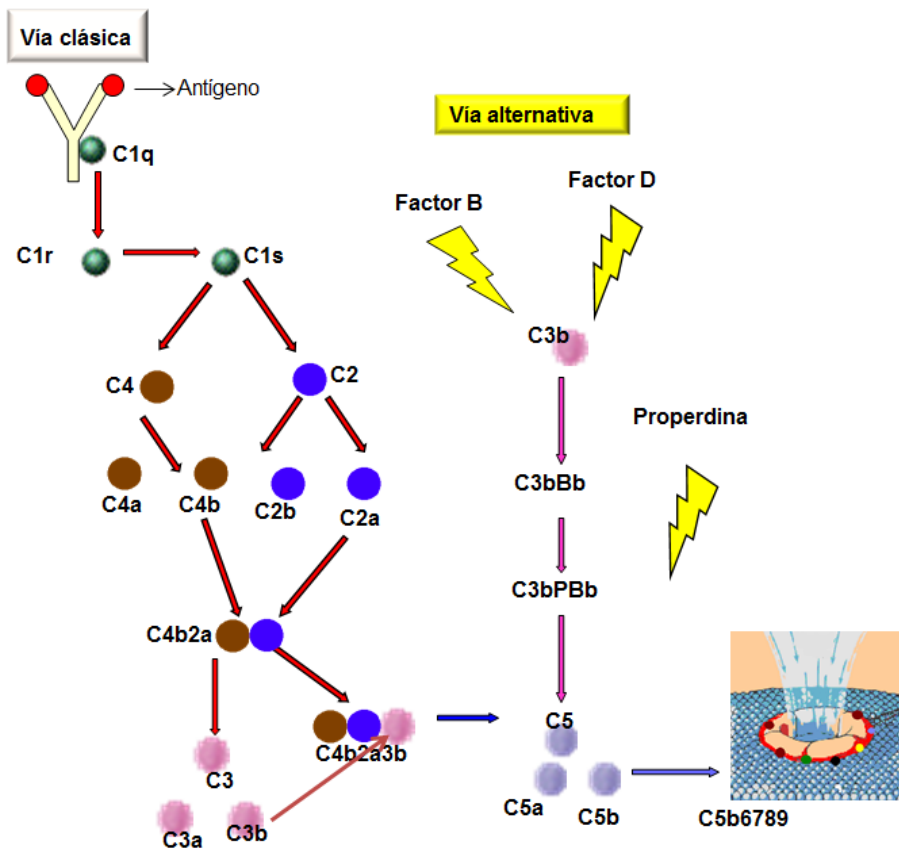 Vía clásica
Antígeno
C1q
C1r
C1s
C4
C2
C4a
C4b
C2b
C2a
C4b2a
C4b2a3b
C3
C3a
C3b
Vía alternativa
Factor B
Factor D
C3b
Properdina
C3bBb
C3bPBb
C5
C5a
C5b
C5b6789